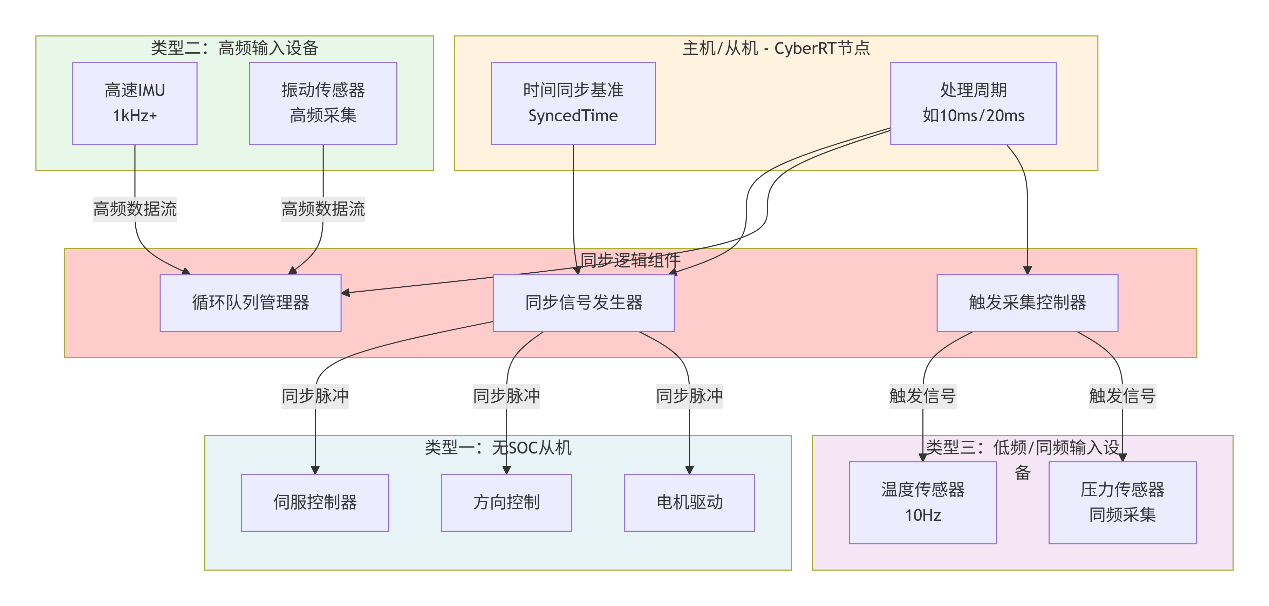 类型二：高频输入设备
高速IMU
1kHz+
振动传感器
高频采集
主机/从机 - CyberRT节点
时间同步基准
SyncedTime
处理周期
如10ms/20ms
高频数据流
高频数据流
同步逻辑组件
循环队列管理器
同步信号发生器
触发采集控制器
同步脉冲
同步脉冲
同步脉冲
触发信号
触发信号
类型一：无SOC从机
伺服控制器
方向控制
电机驱动
类型三：低频/同频输入设
备
温度传感器
10Hz
压力传感器
同频采集